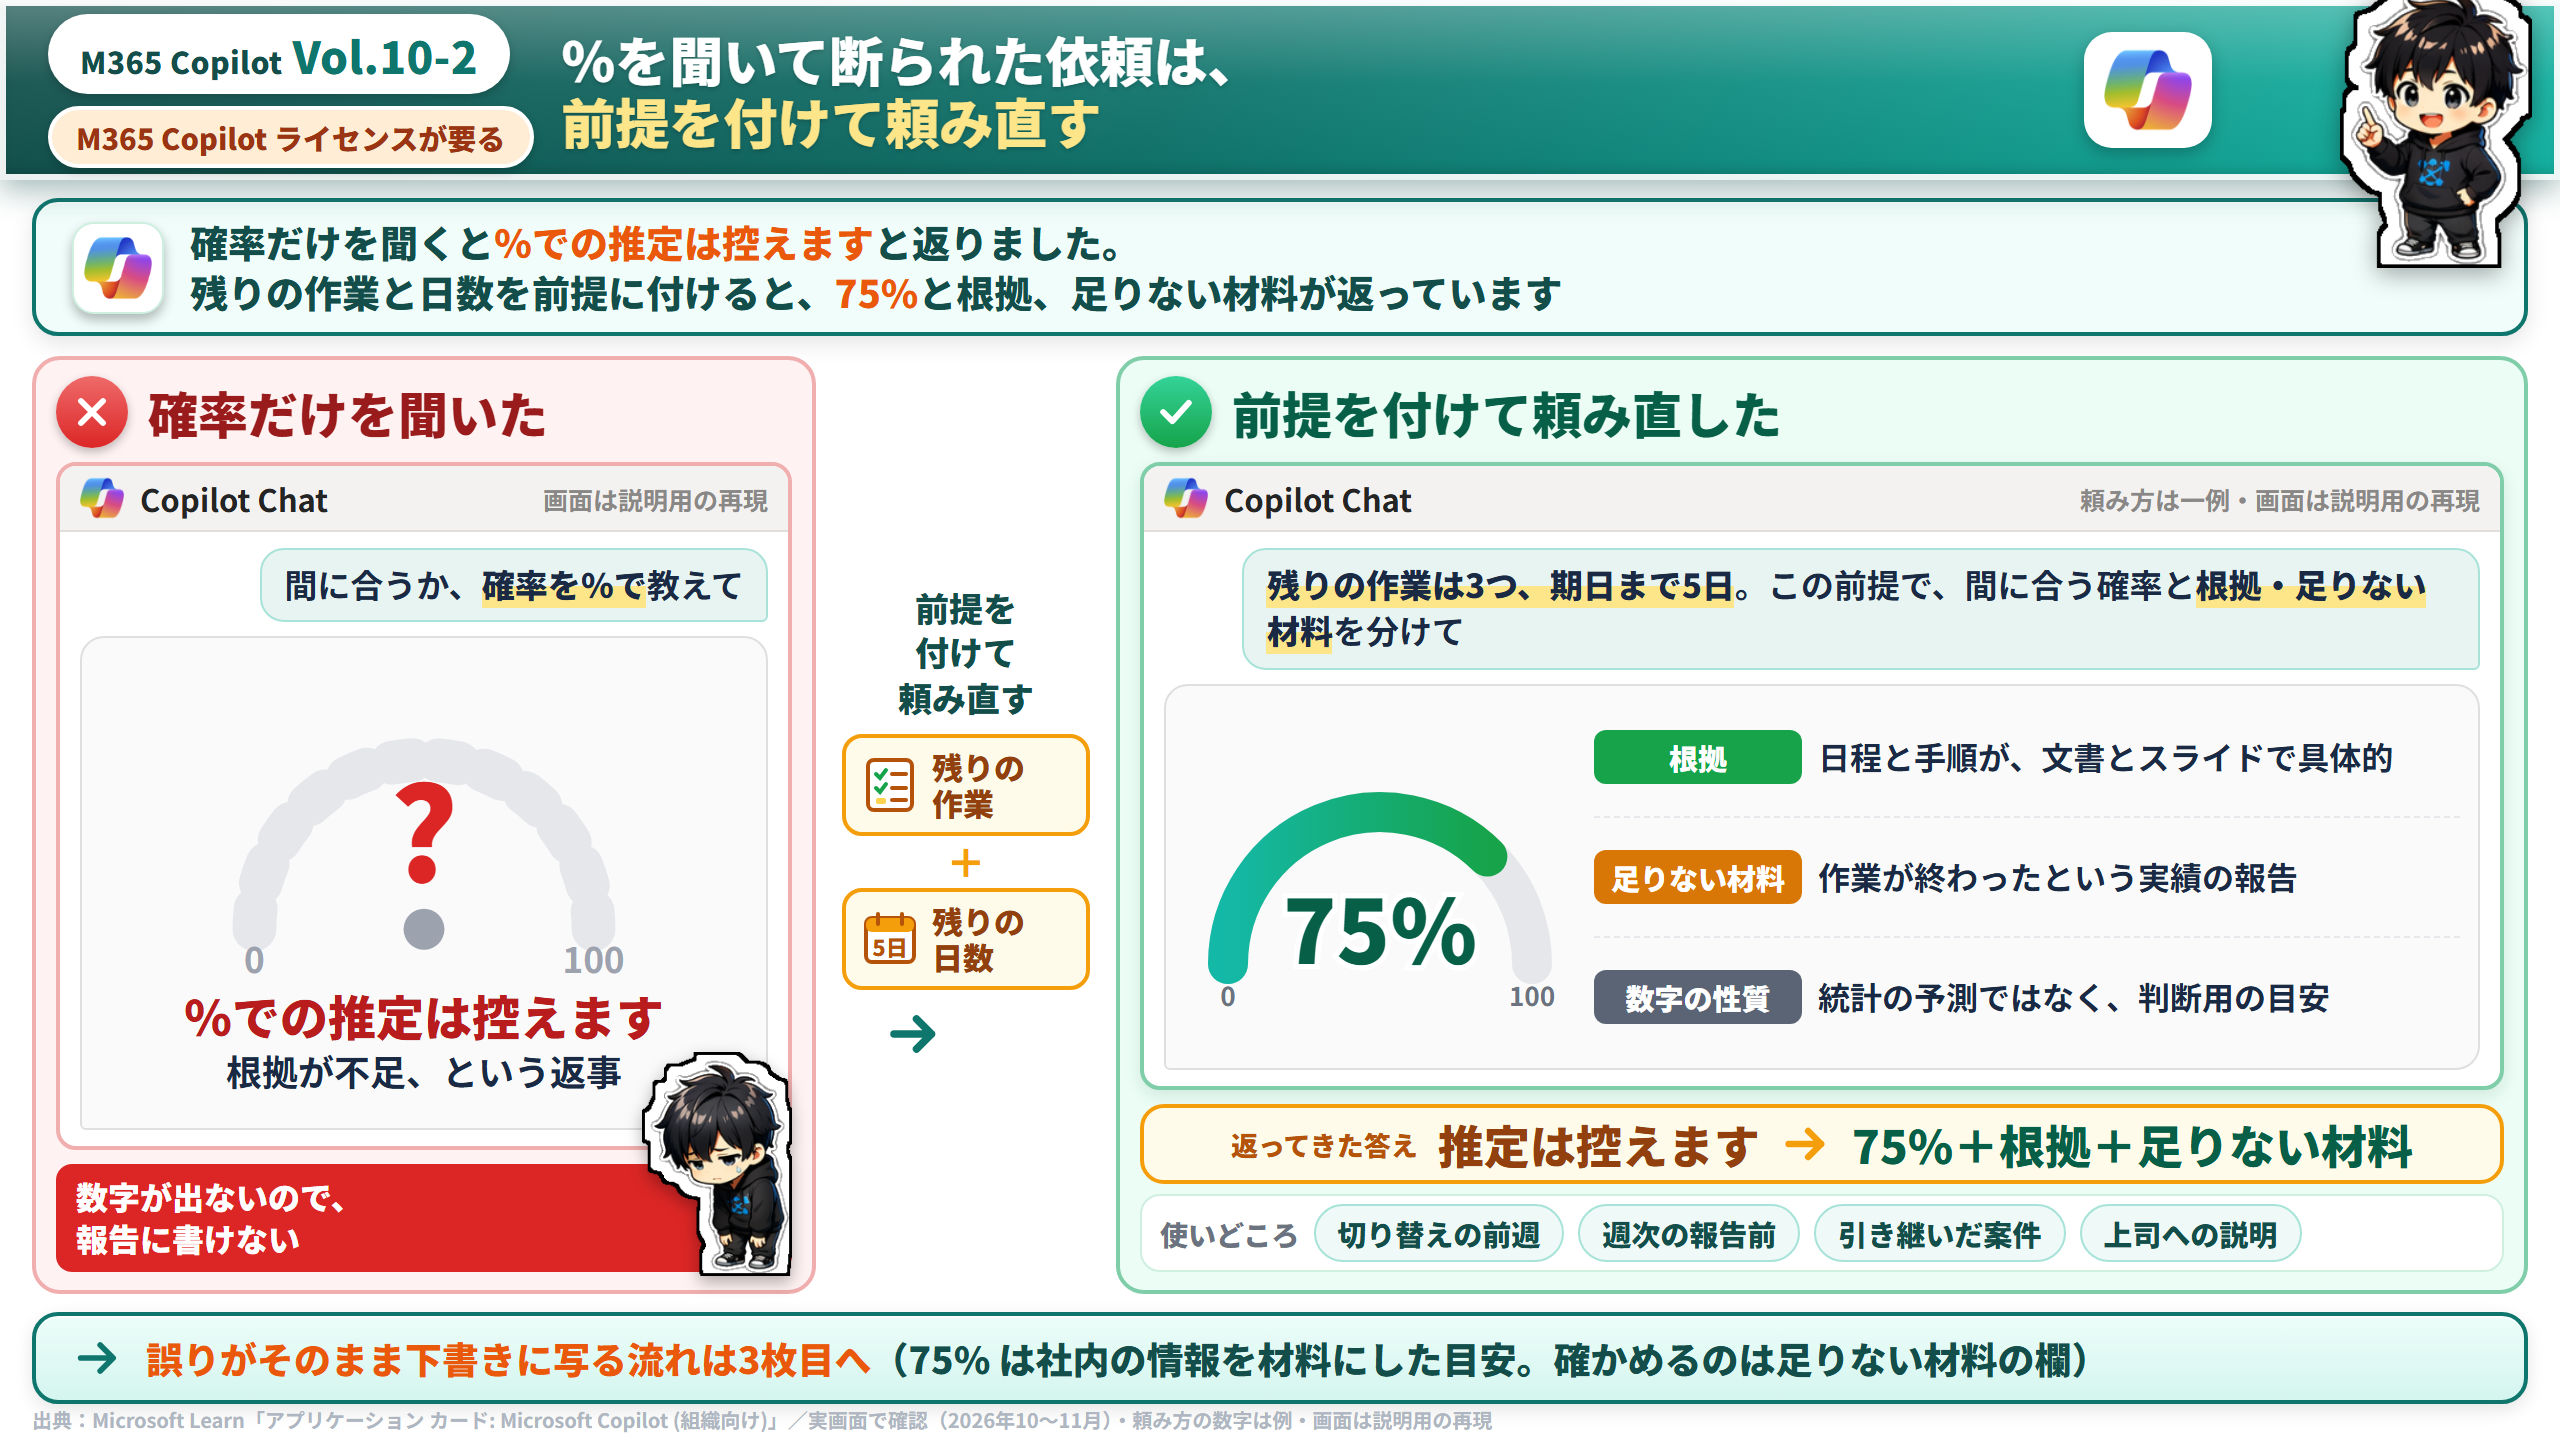 M365 Copilot Vol.10-2
M365 Copilot ライセンスが要る
%を聞いて断られた依頼は、
前提を付けて頼み直す
確率だけを聞くと%での推定は控えますと返りました。
残りの作業と日数を前提に付けると、75%と根拠、足りない材料が返っています
確率だけを聞いた
Copilot Chat
画面は説明用の再現
間に合うか、確率を%で教えて
?
0
100
%での推定は控えます
根拠が不足、という返事
数字が出ないので、
報告に書けない
前提を
付けて
頼み直す
残りの
作業
+
5日
残りの
日数
前提を付けて頼み直した
Copilot Chat
頼み方は一例・画面は説明用の再現
残りの作業は3つ、期日まで5日。この前提で、間に合う確率と根拠・足りない
材料を分けて
75%
0
100
根拠
日程と手順が、文書とスライドで具体的
足りない材料
作業が終わったという実績の報告
数字の性質
統計の予測ではなく、判断用の目安
返ってきた答え 推定は控えます → 75%+根拠+足りない材料
使いどころ
切り替えの前週
週次の報告前
引き継いだ案件
上司への説明
→ 誤りがそのまま下書きに写る流れは3枚目へ（75% は社内の情報を材料にした目安。確かめるのは足りない材料の欄）
出典：Microsoft Learn「アプリケーション カード: Microsoft Copilot (組織向け)」／実画面で確認（2026年10〜11月）・頼み方の数字は例・画面は説明用の再現